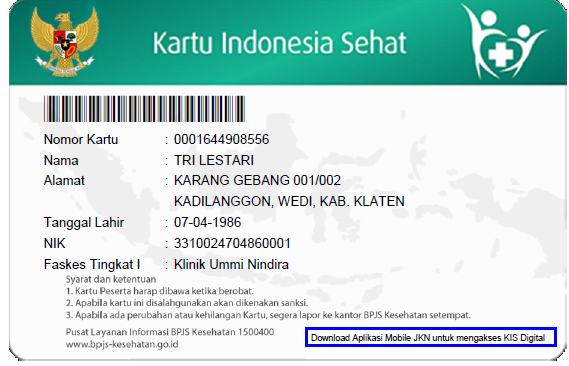 Kartu Indonesia Sehat
Nomor Kartu : 0001644908556
Nama : TRI LESTARI
Alamat : KARANG GEBANG 001/002
KADILANGGON, WEDI, KAB. KLATEN
Tanggal Lahir : 07-04-1986
NIK : 3310024704860001
Faskes Tingkat I : Klinik Ummi Nindira
Syarat dan ketentuan
1. Kartu Peserta harap dibawa ketika berobat.
2. Apabila kartu ini disalahgunakan akan dikenakan sanksi.
3. Apabila ada perubahan atau kehilangan Kartu, segera lapor ke kantor BPJS Kesehatan setempat.
Pusat Layanan Informasi BPJS Kesehatan 1500400
www.bpjs-kesehatan.go.id
Download Aplikasi Mobile JKN untuk mengakses KIS Digital